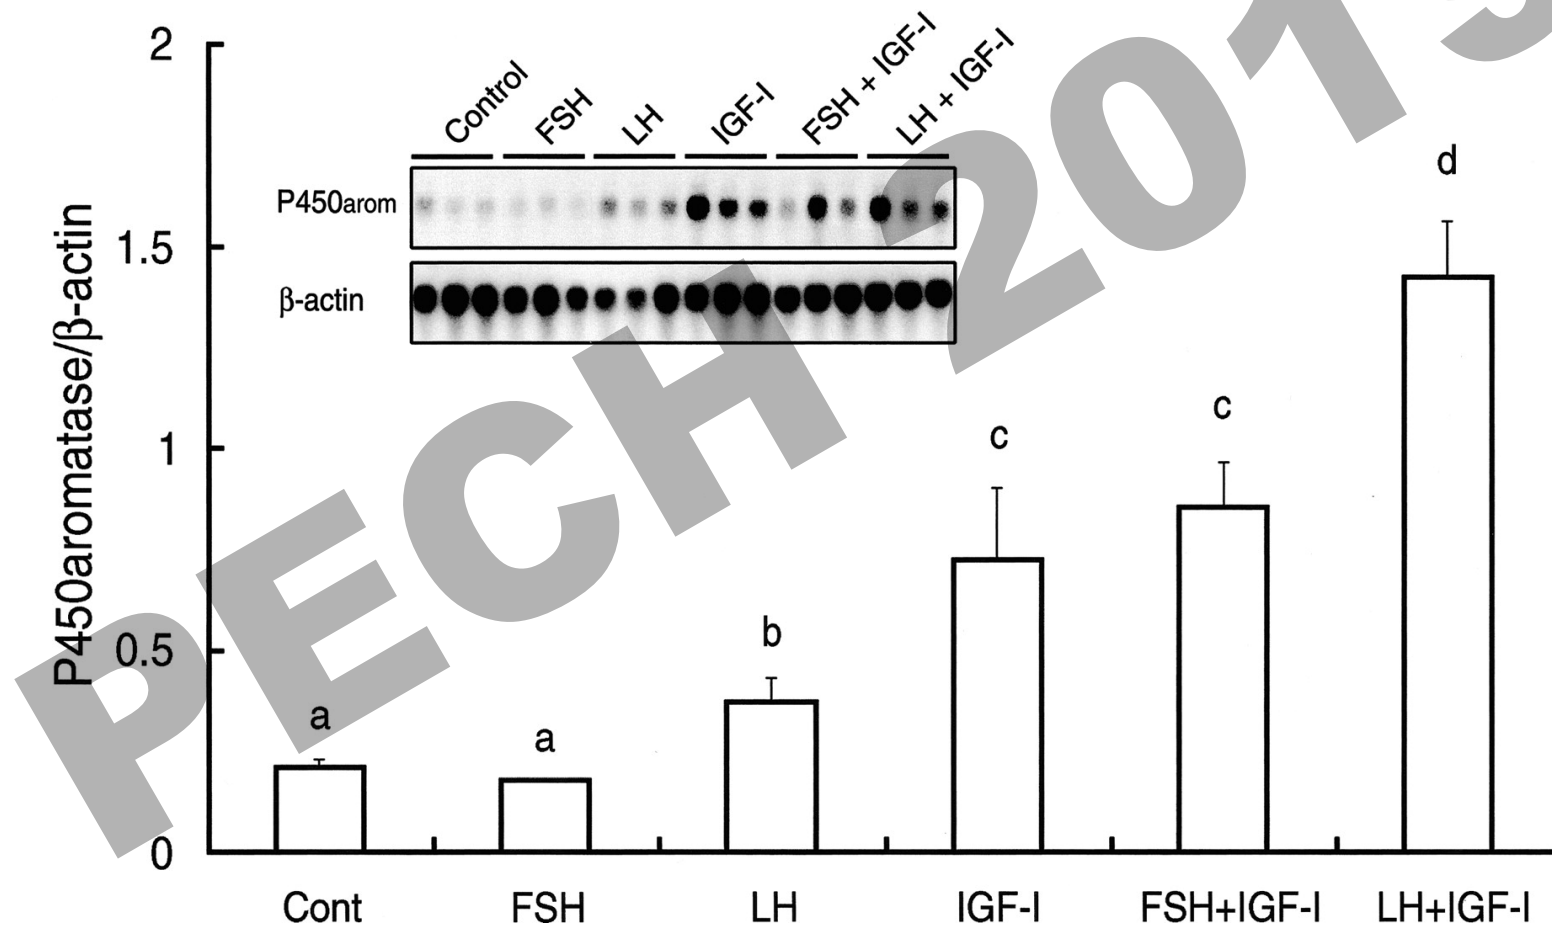 PECH 201
P450aromatase/β-actin
2
1.5
1
0.5
0
Control
FSH
LH
IGF-I
FSH + IGF-I
LH + IGF-I
P450arom
β-actin
a
a
b
c
c
d
Cont
FSH
LH
IGF-I
FSH+IGF-I
LH+IGF-I